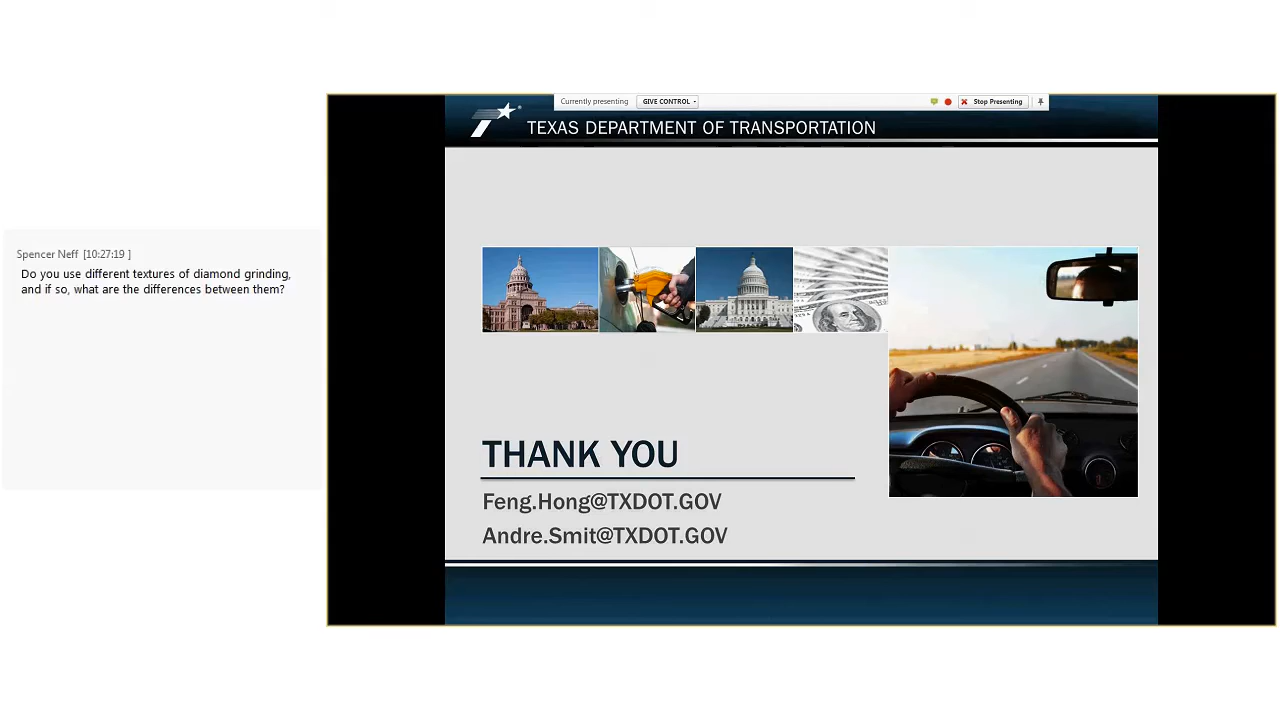 Currently presenting GIVE CONTROL Stop Presenting
TEXAS DEPARTMENT OF TRANSPORTATION
Spencer Neff [10:27:19 ]
Do you use different textures of diamond grinding,
and if so, what are the differences between them?
THANK YOU
Feng.Hong@TXDOT.GOV
Andre.Smit@TXDOT.GOV